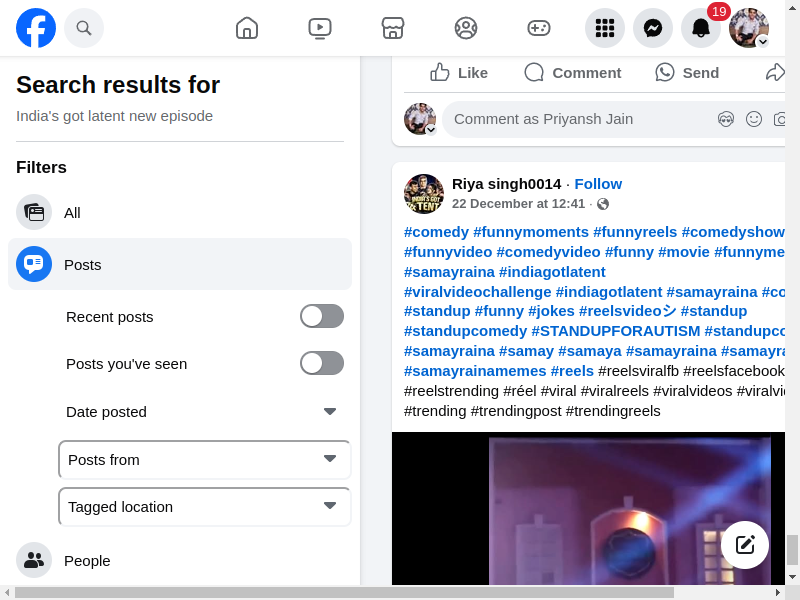 19
Search results for
India's got latent new episode
Filters
All
Posts
Recent posts
Posts you've seen
Date posted
Posts from
Tagged location
People
Like
Comment
Send
Comment as Priyansh Jain
Riya singh0014 · Follow
22 December at 12:41 ·
#comedy #funnymoments #funnyreels #comedyshow
#funnyvideo #comedyvideo #funny #movie #funnyme
#samayraina #indiagotlatent
#viralvideochallenge #indiagotlatent #samayraina #co
#standup #funny #jokes #reelsvideoシ #standup
#standupcomedy #STANDUPFORAUTISM #standupco
#samayraina #samay #samaya #samayraina #samayra
#samayrainamemes #reels #reelsviralfb #reelsfacebook
#reelstrending #réel #viral #viralreels #viralvideos #viralvi
#trending #trendingpost #trendingreels